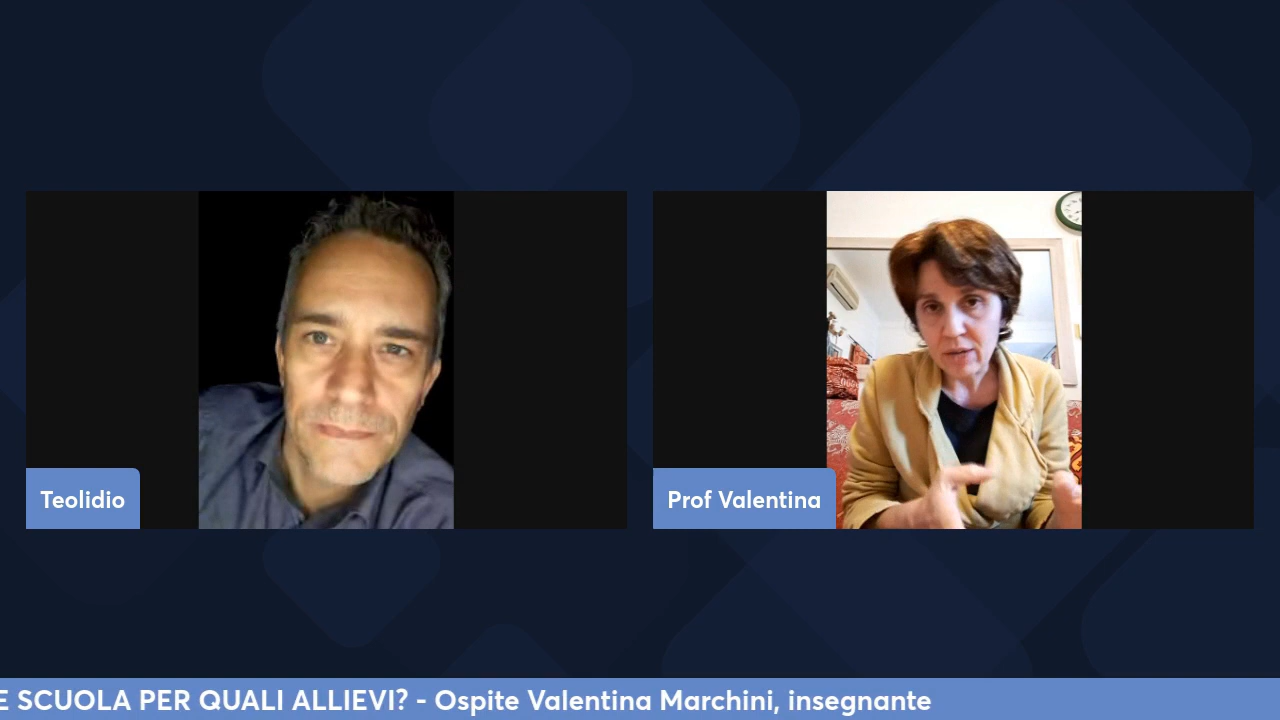 Teolidio
Prof Valentina
E SCUOLA PER QUALI ALLIEVI? - Ospite Valentina Marchini, insegnante